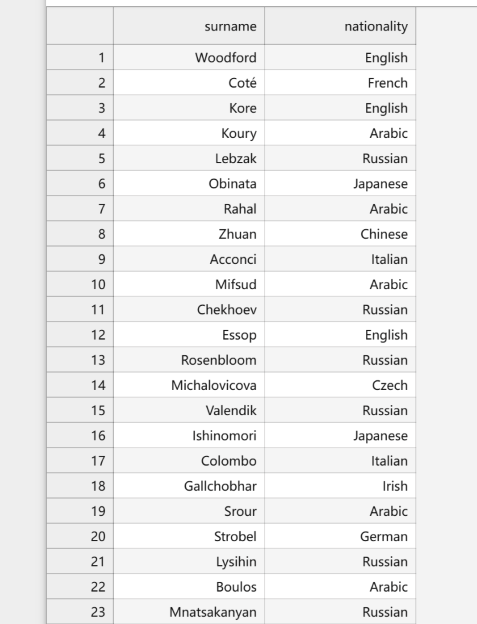 surname nationality
1 Woodford English
2 Coté French
3 Kore English
4 Koury Arabic
5 Lebzak Russian
6 Obinata Japanese
7 Rahal Arabic
8 Zhuan Chinese
9 Acconci Italian
10 Mifsud Arabic
11 Chekhoev Russian
12 Essop English
13 Rosenbloom Russian
14 Michalovicova Czech
15 Valendik Russian
16 Ishinomori Japanese
17 Colombo Italian
18 Gallchobhar Irish
19 Srour Arabic
20 Strobel German
21 Lysihin Russian
22 Boulos Arabic
23 Mnatsakanyan Russian